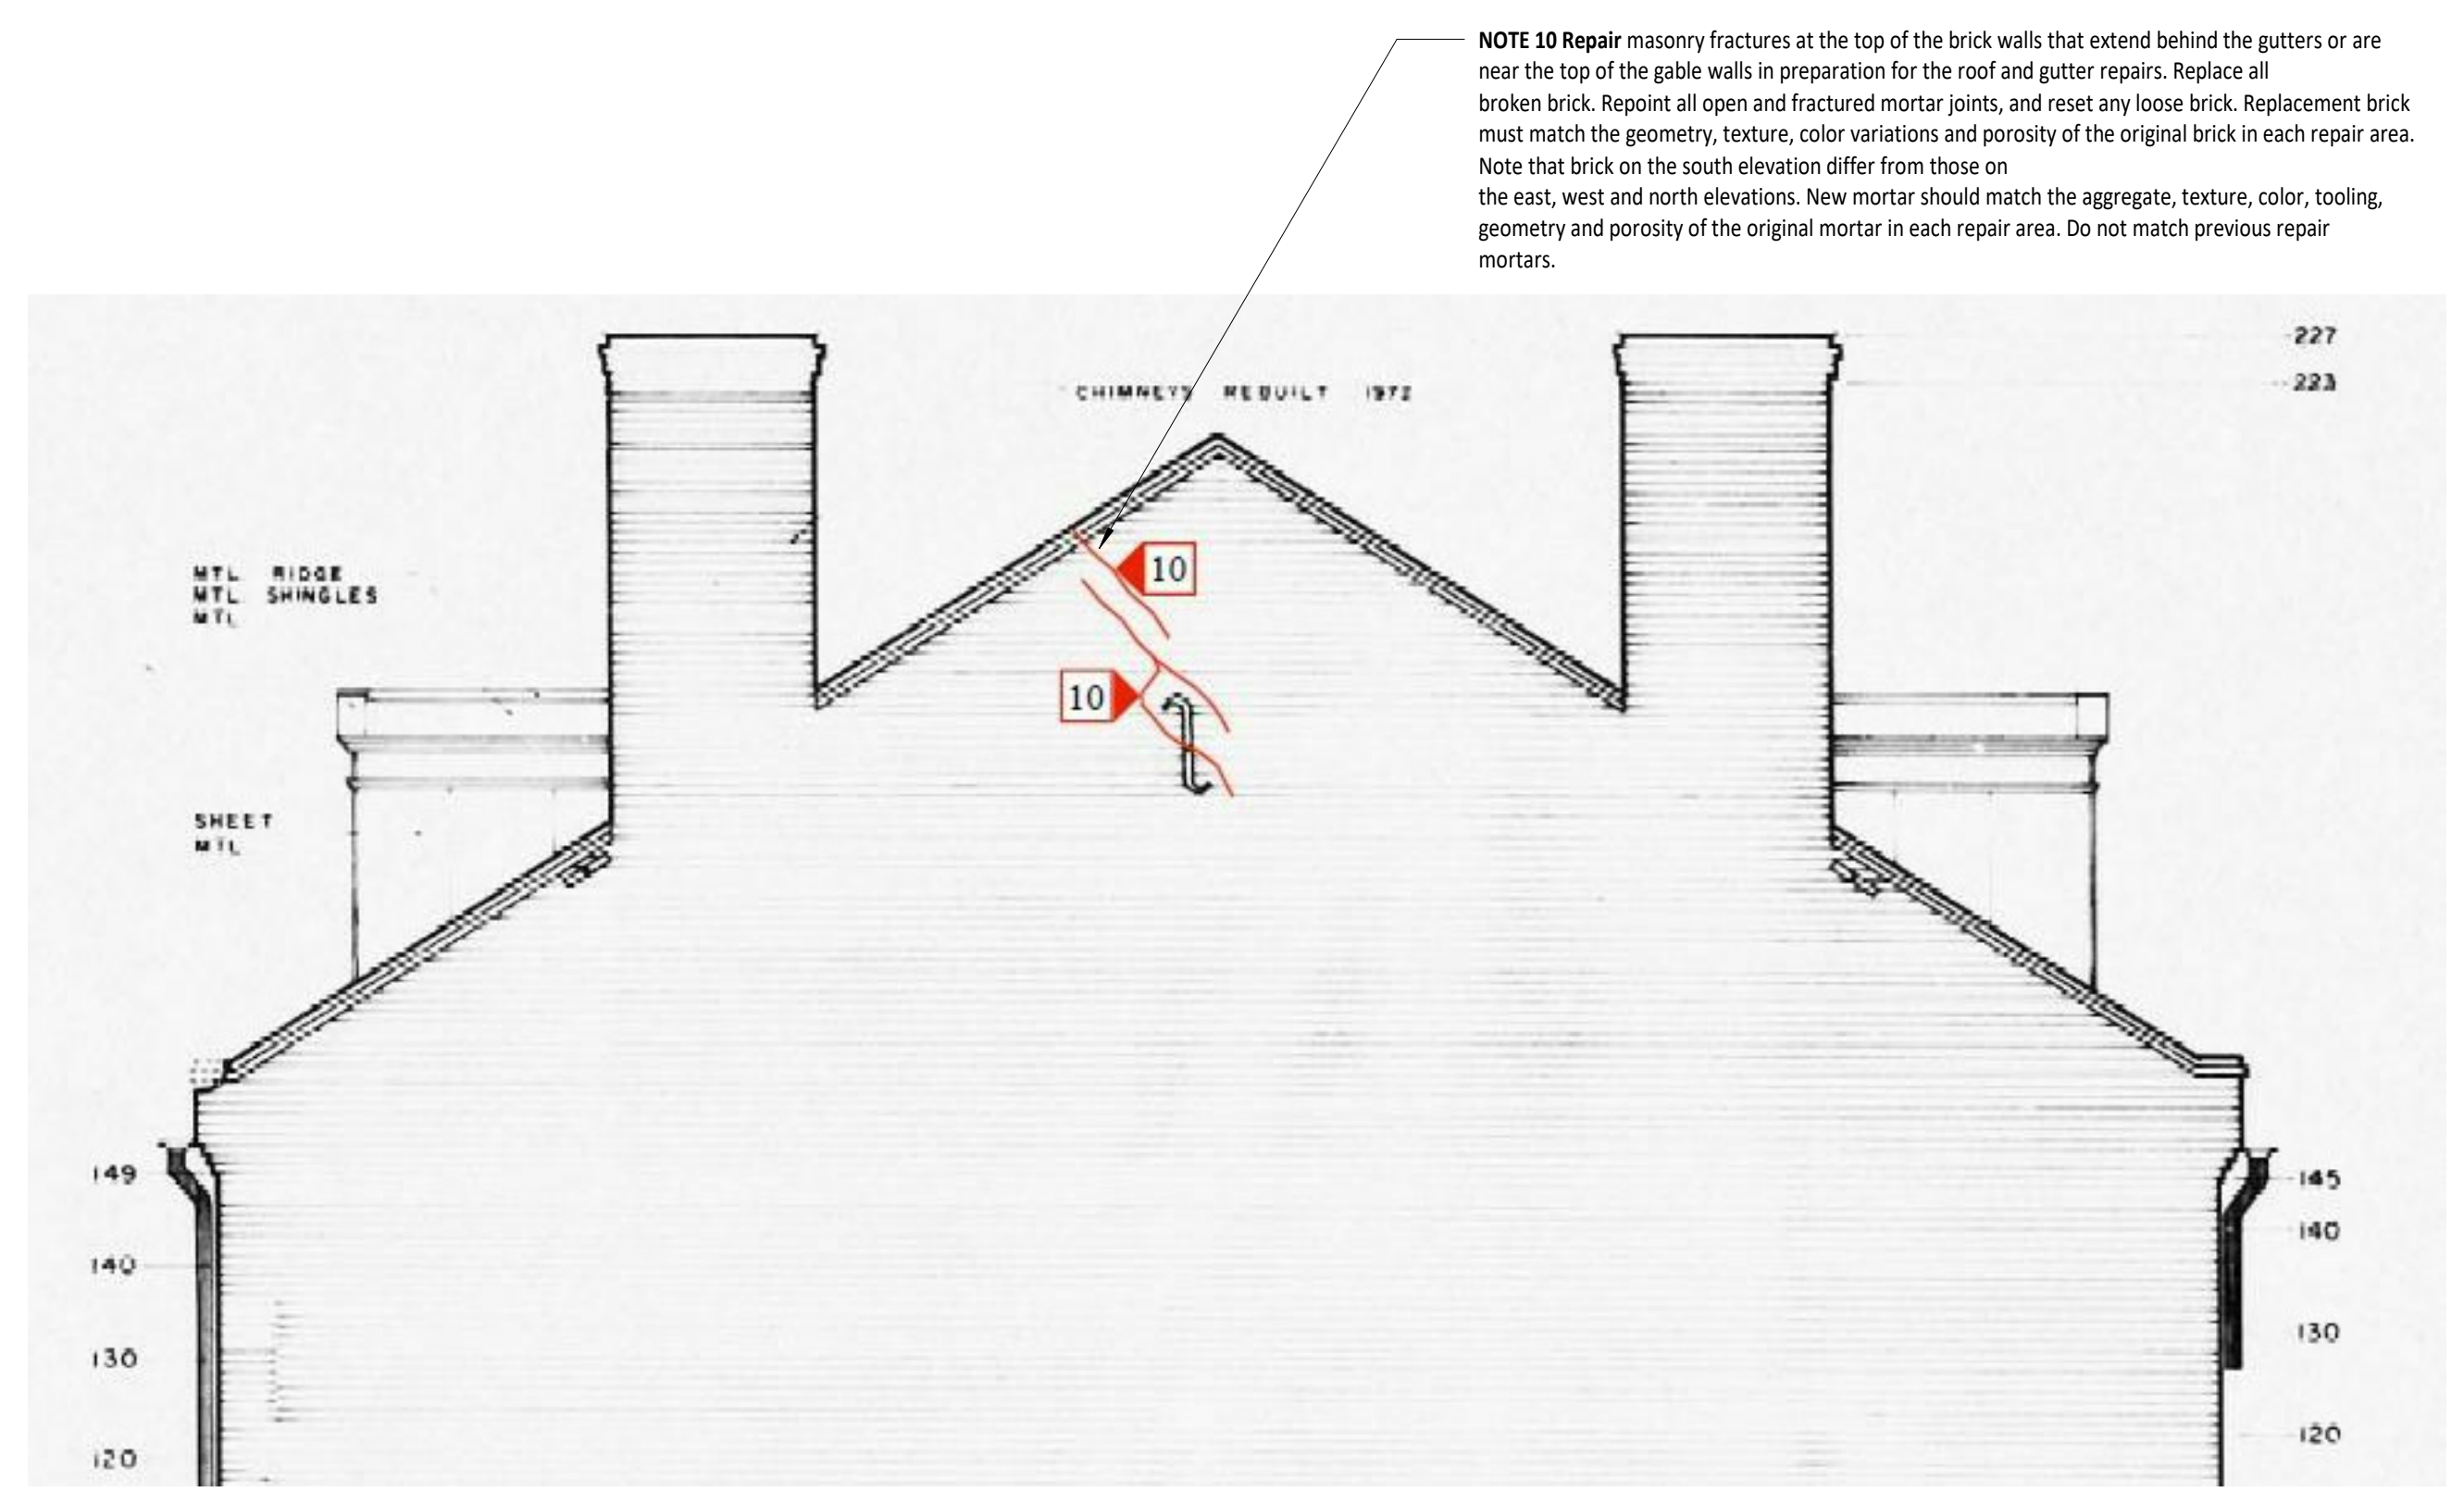 NOTE 10 Repair masonry fractures at the top of the brick walls that extend behind the gutters or are
near the top of the gable walls in preparation for the roof and gutter repairs. Replace all
broken brick. Repoint all open and fractured mortar joints, and reset any loose brick. Replacement brick
must match the geometry, texture, color variations and porosity of the original brick in each repair area.
Note that brick on the south elevation differ from those on
the east, west and north elevations. New mortar should match the aggregate, texture, color, tooling,
geometry and porosity of the original mortar in each repair area. Do not match previous repair
mortars.
227
CHIMNEYS REBUILT 1972
223
10
MTL RIDGE
MTL SHINGLES
MTL
10
SHEET
MTL
149
145
140
140
130
130
120
120